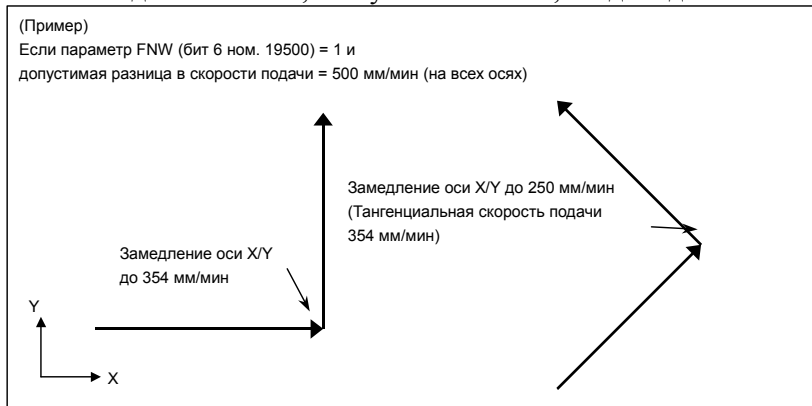 (Пример)
Если параметр FNW (бит 6 ном. 19500) = 1 и
допустимая разница в скорости подачи = 500 мм/мин (на всех осях)
Замедление оси X/Y до 250 мм/мин
(Тангенциальная скорость подачи
354 мм/мин)
Замедление оси X/Y
до 354 мм/мин
Y
X